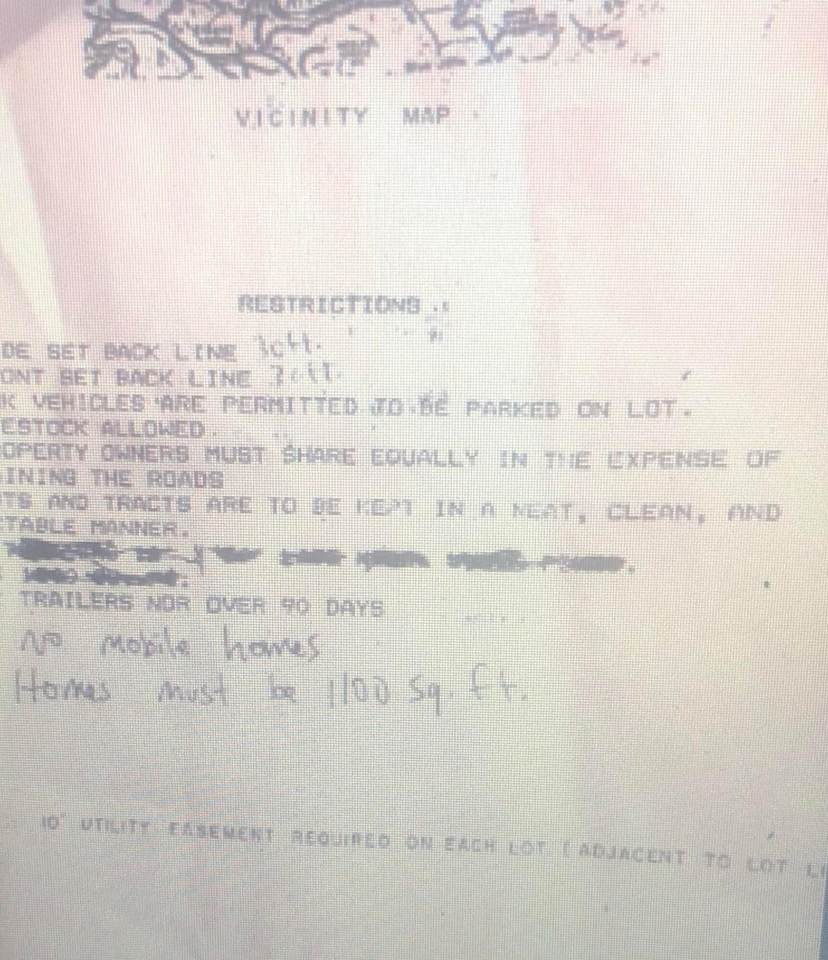 VICINITY MAP
RESTRICTIONS
DE SET BACK LINE 30ft.
ONT SET BACK LINE 30ft.
K VEHICLES ARE PERMITTED TO BE PARKED ON LOT.
ESTOCK ALLOWED.
OPERTY OWNERS MUST SHARE EQUALLY IN THE EXPENSE OF
INING THE ROADS
TS AND TRACTS ARE TO BE KEPT IN A NEAT, CLEAN, AND
TABLE MANNER.
TRAILERS NOR OVER 90 DAYS
No mobile homes
Homes must be 1100 sq. ft.
10' UTILITY EASEMENT REQUIRED ON EACH LOT (ADJACENT TO LOT LI